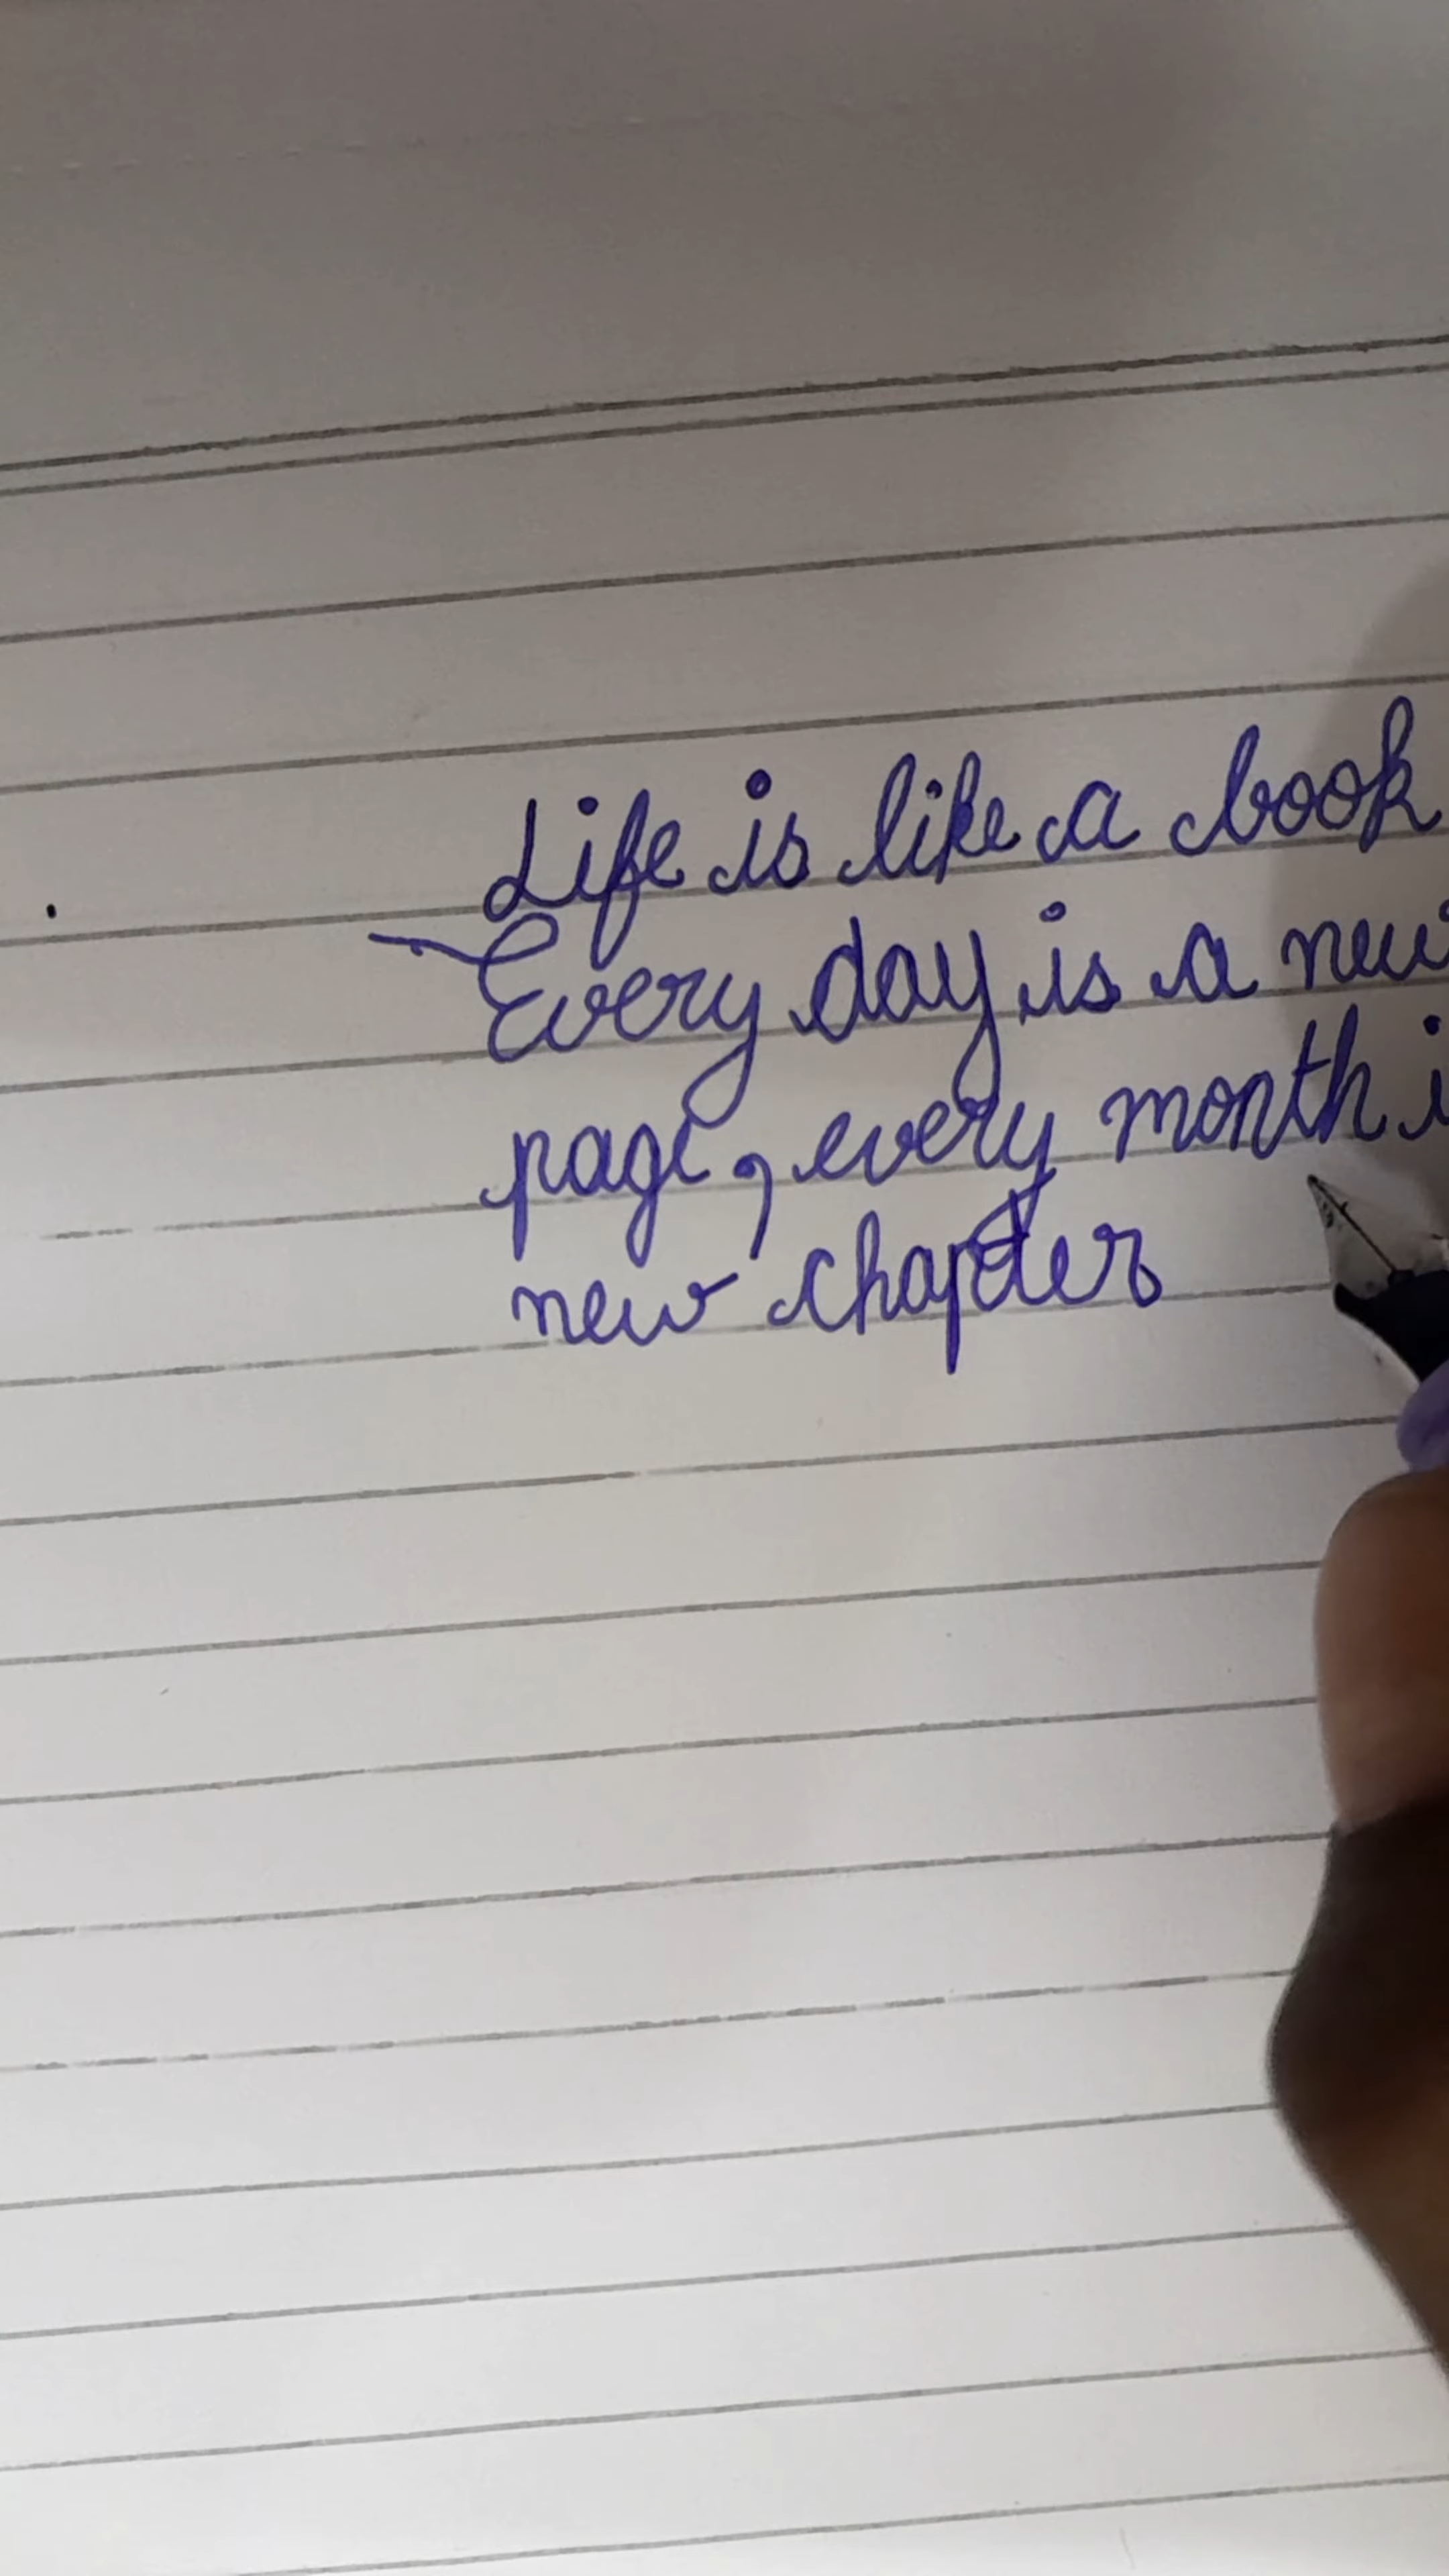 Life is like a book
Every day is a new
page, every month i
new chapter